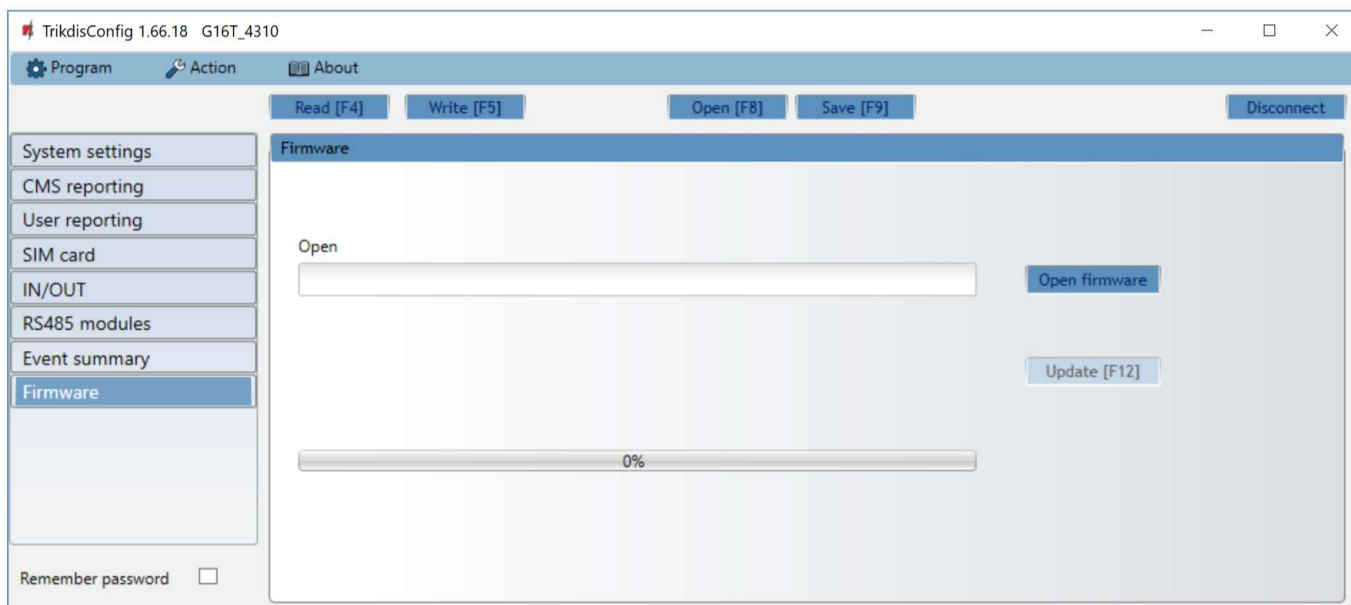 TrikdisConfig 1.66.18 G16T_4310
Program Action About
Read [F4] Write [F5] Open [F8] Save [F9] Disconnect
System settings
CMS reporting
User reporting
SIM card
IN/OUT
RS485 modules
Event summary
Firmware
Remember password
Firmware
Open
Open firmware
Update [F12]
0%